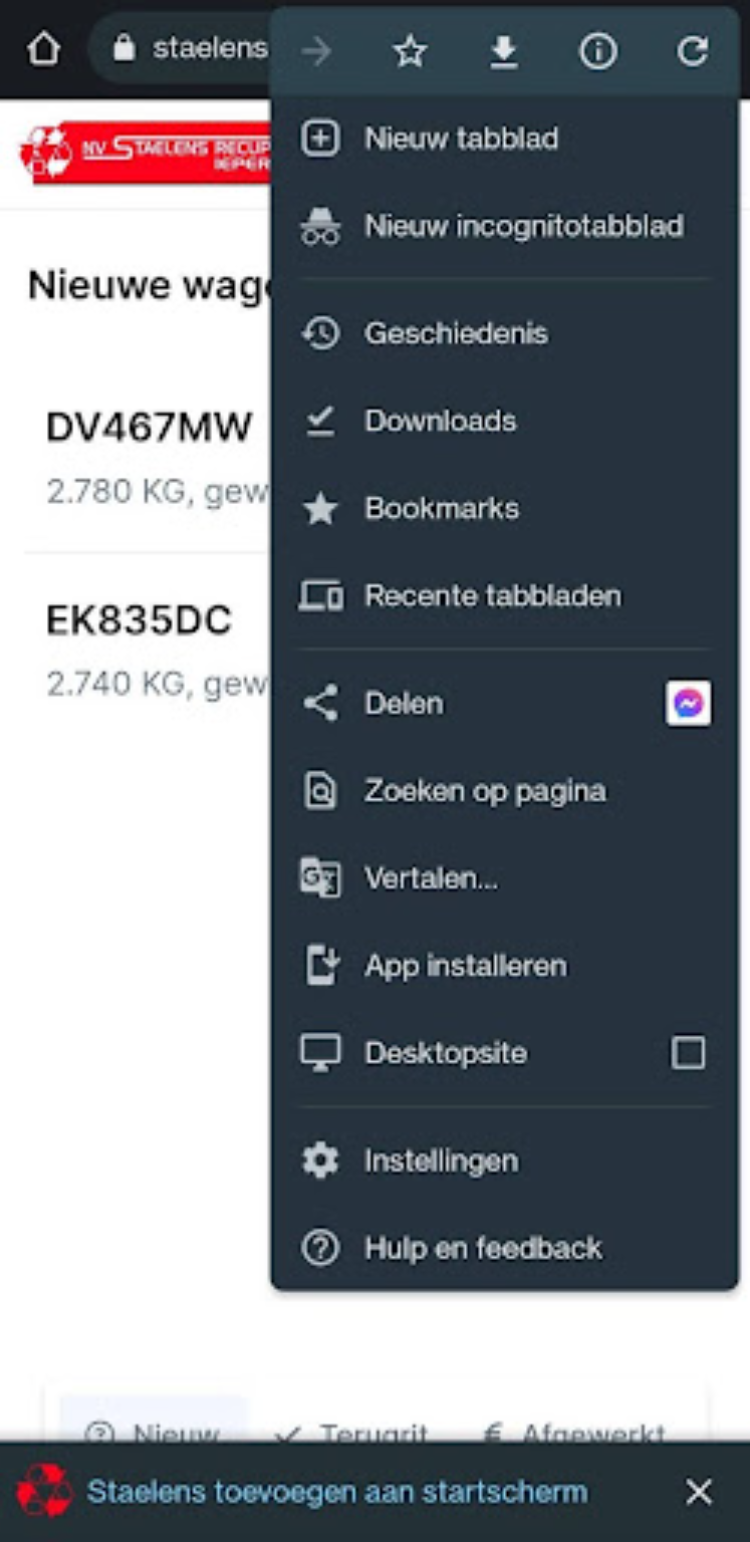 staelens
NV STAELENS RECUP
IEPER
Nieuw tabblad
Nieuw incognitotabblad
Nieuwe wag
Geschiedenis
DV467MW
Downloads
2.780 KG, gew
Bookmarks
Recente tabbladen
EK835DC
2.740 KG, gew
Delen
Zoeken op pagina
Vertalen...
App installeren
Desktopsite
Instellingen
Hulp en feedback
Nieuw Terugrit € Afgewerkt
Staelens toevoegen aan startscherm